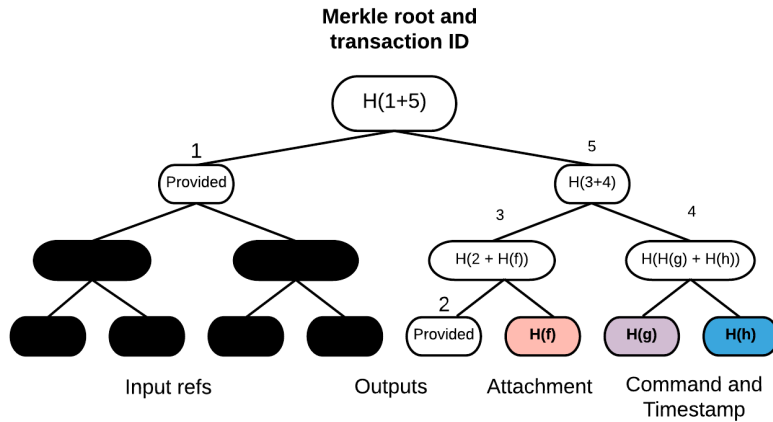 Merkle root and
transaction ID
H(1+5)
1
5
Provided
H(3+4)
3
4
H(2 + H(f))
H(H(g) + H(h))
2
Provided
H(f)
H(g)
H(h)
Input refs
Outputs
Attachment
Command and
Timestamp